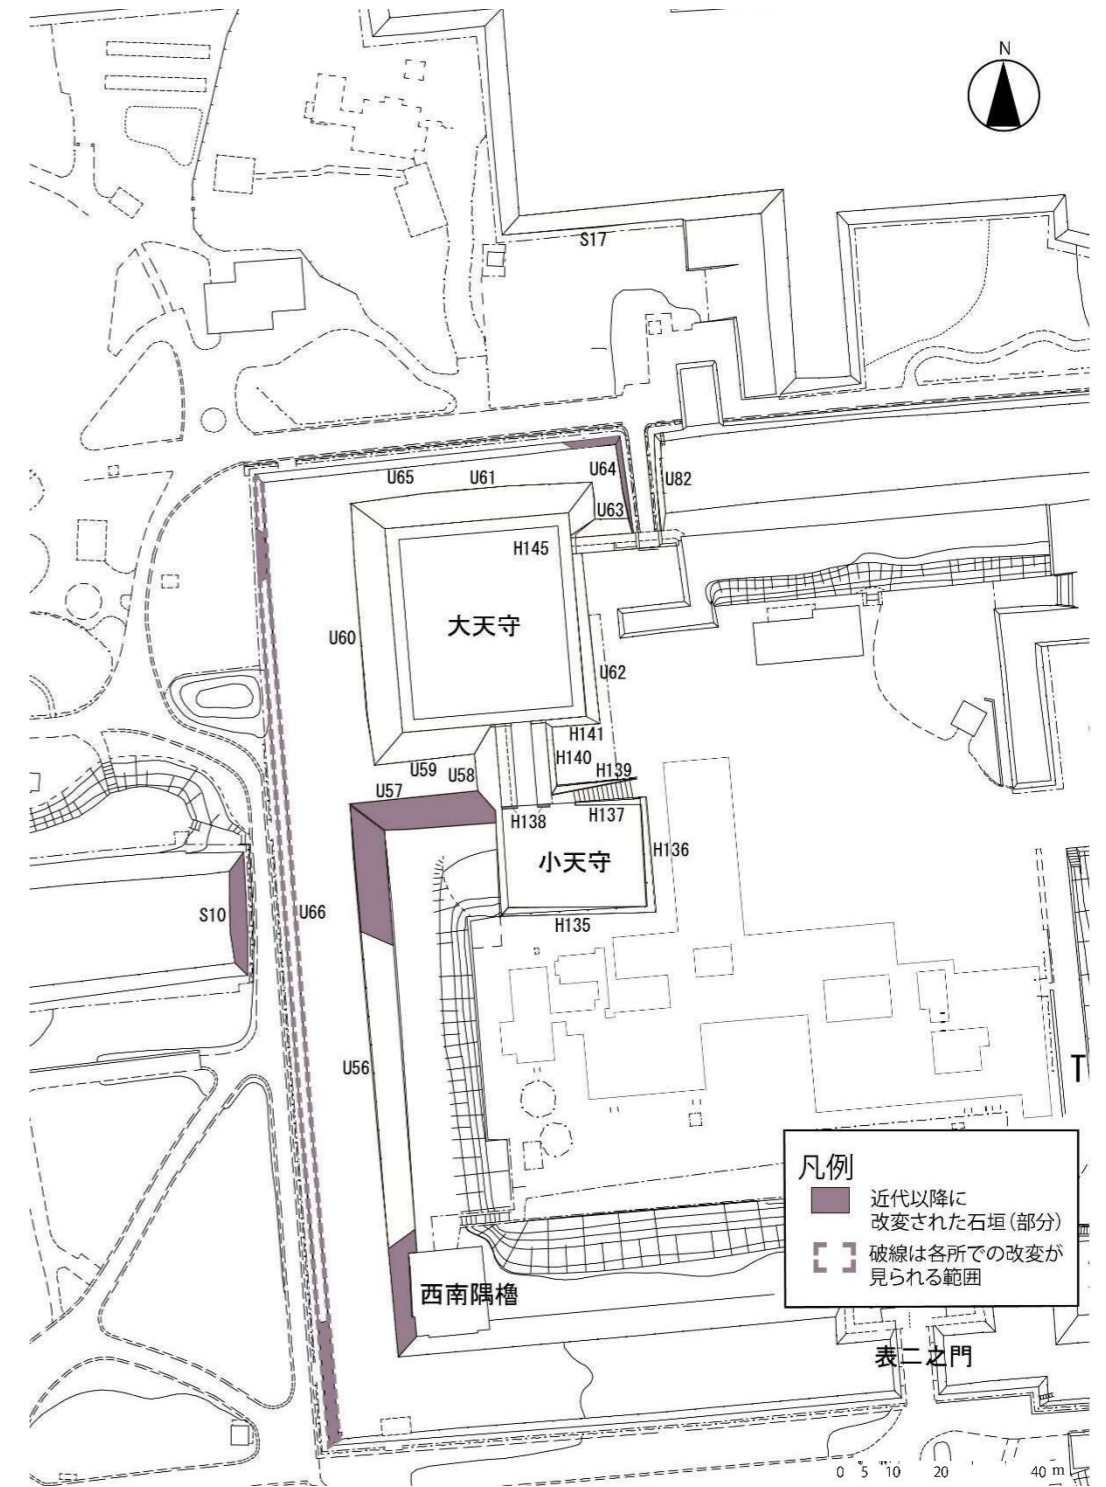 N
S17
U65
U61
U64
U82
U63
H145
大天守
U60
U62
H141
H140
U59
U58
H139
U57
H138
H137
小天守
H136
S10
U66
H135
U56
T
凡例
近代以降に
改変された石垣(部分)
破線は各所での改変が
見られる範囲
西南隅櫓
表二之門
0 5 10 20 40 m